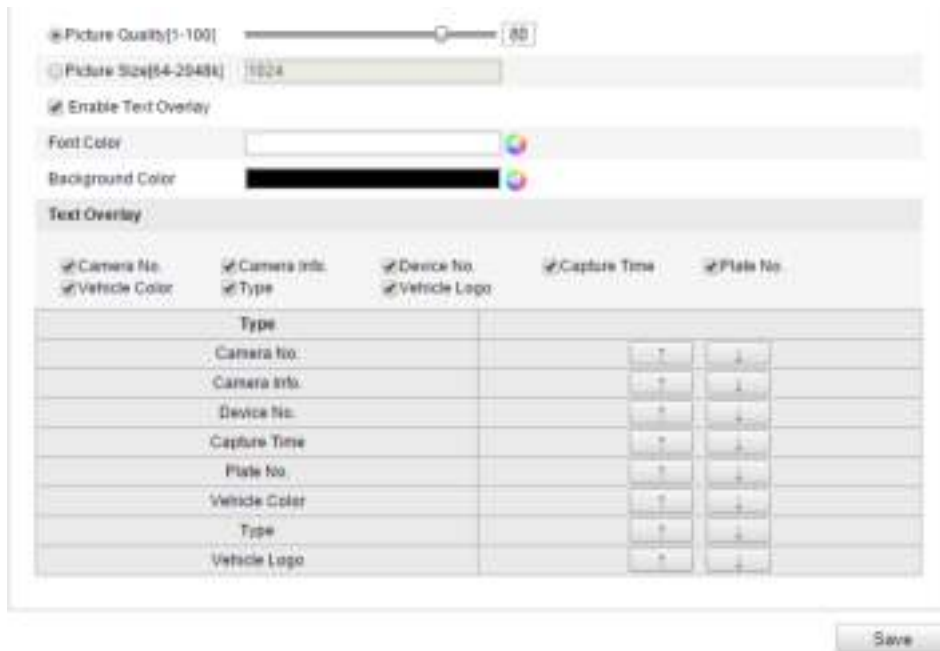 Picture Quality[1-100] 80
Picture Size[64-2048k] 1024
Enable Text Overlay
Font Color
Background Color
Text Overlay
Camera No. Camera Info. Device No. Capture Time Plate No.
Vehicle Color Type Vehicle Logo
Type
Camera No. ↑ ↓
Camera Info. ↑ ↓
Device No. ↑ ↓
Capture Time ↑ ↓
Plate No. ↑ ↓
Vehicle Color ↑ ↓
Type ↑ ↓
Vehicle Logo ↑ ↓
Save